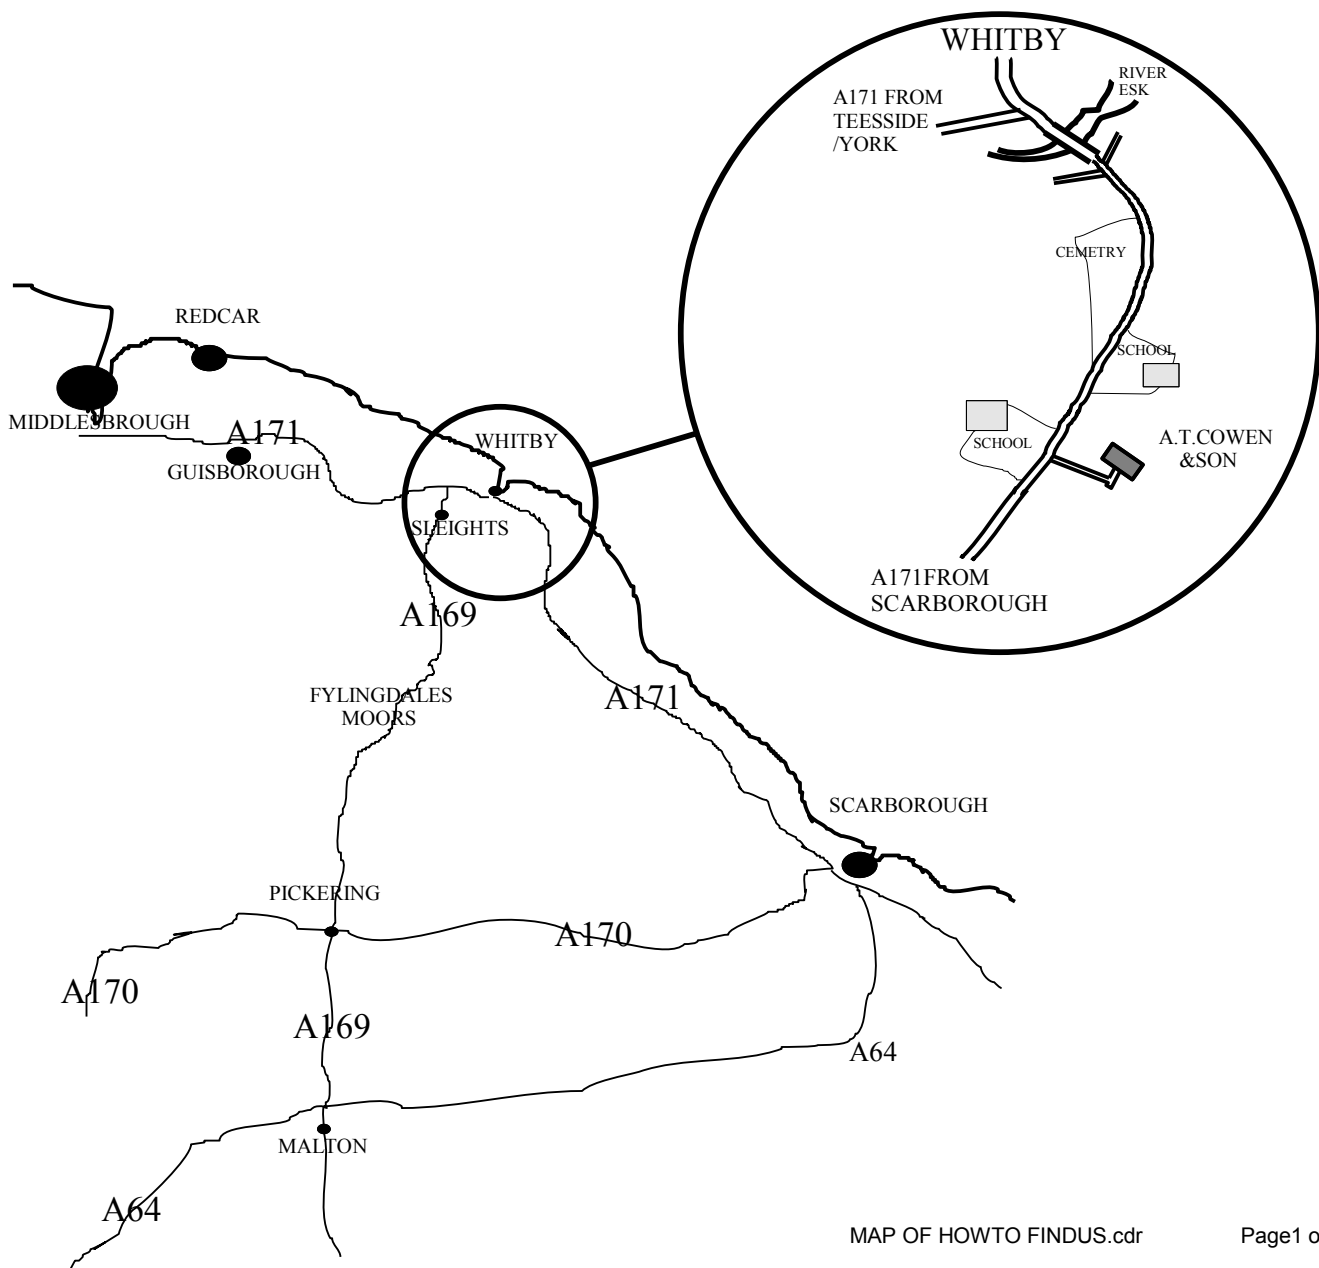 WHITBY
RIVER
ESK
A171 FROM
TEESSIDE
/YORK
CEMETRY
SCHOOL
SCHOOL
A.T.COWEN
&SON
A171FROM
SCARBOROUGH
REDCAR
MIDDLESBROUGH
A171
GUISBOROUGH
WHITBY
SLEIGHTS
A169
FYLINGDALES
MOORS
A171
SCARBOROUGH
PICKERING
A170
A170
A169
A64
MALTON
A64
MAP OF HOWTO FINDUS.cdr
Page1 o